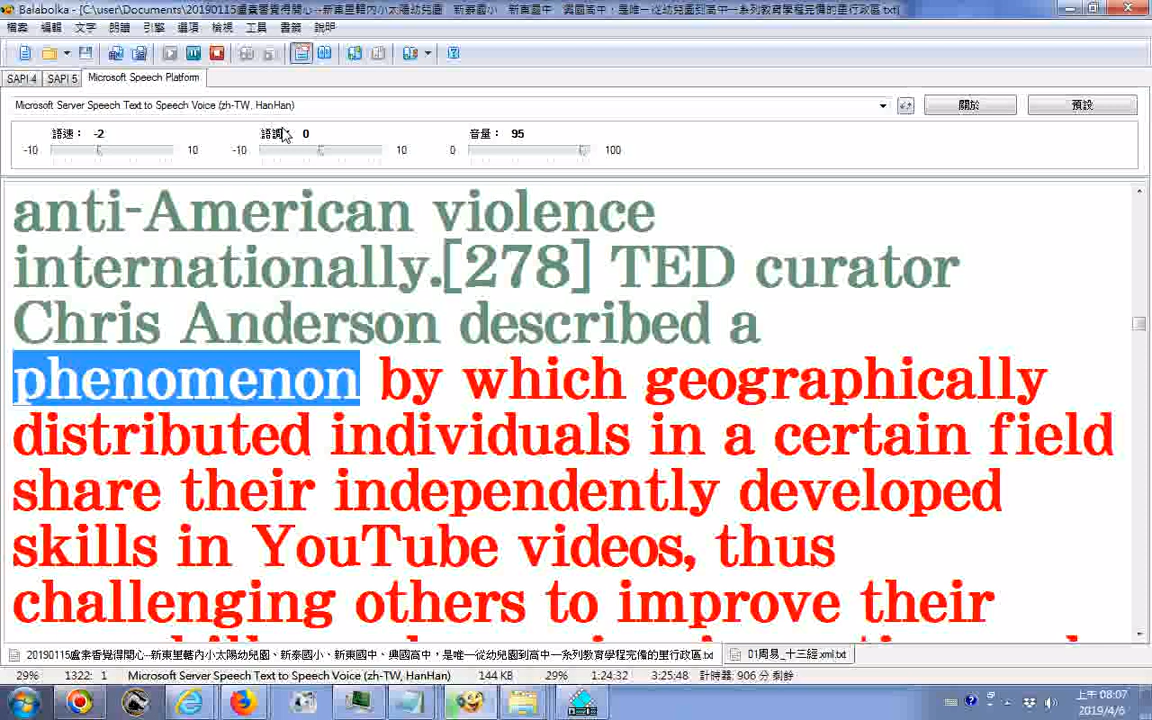 Balabolka - [C:\user\Documents\20190115盧素香覺得開心--新東里轄內小太陽幼兒園、新泰國小、新東國中、興國高中，是唯一從幼兒園到高中一系列教育學程完備的里行政區.txt]
檔案 編輯 文字 朗讀 引擎 選項 檢視 工具 書籤 說明
SAPI 4 SAPI 5 Microsoft Speech Platform
Microsoft Server Speech Text to Speech Voice (zh-TW, HanHan) 關於 預設
語速： -2 語調： 0 音量： 95
-10 10 -10 10 0 100
anti-American violence
internationally.[278] TED curator
Chris Anderson described a
phenomenon by which geographically
distributed individuals in a certain field
share their independently developed
skills in YouTube videos, thus
challenging others to improve their
20190115盧素香覺得開心--新東里轄內小太陽幼兒園、新泰國小、新東國中、興國高中，是唯一從幼兒園到高中一系列教育學程完備的里行政區.txt 01周易_十三經.xml.txt
29% 1322: 1 Microsoft Server Speech Text to Speech Voice (zh-TW, HanHan) 144 KB 29% 1:24:32 3:25:48 計時器: 906 分 剩餘
上午 08:07
2019/4/6